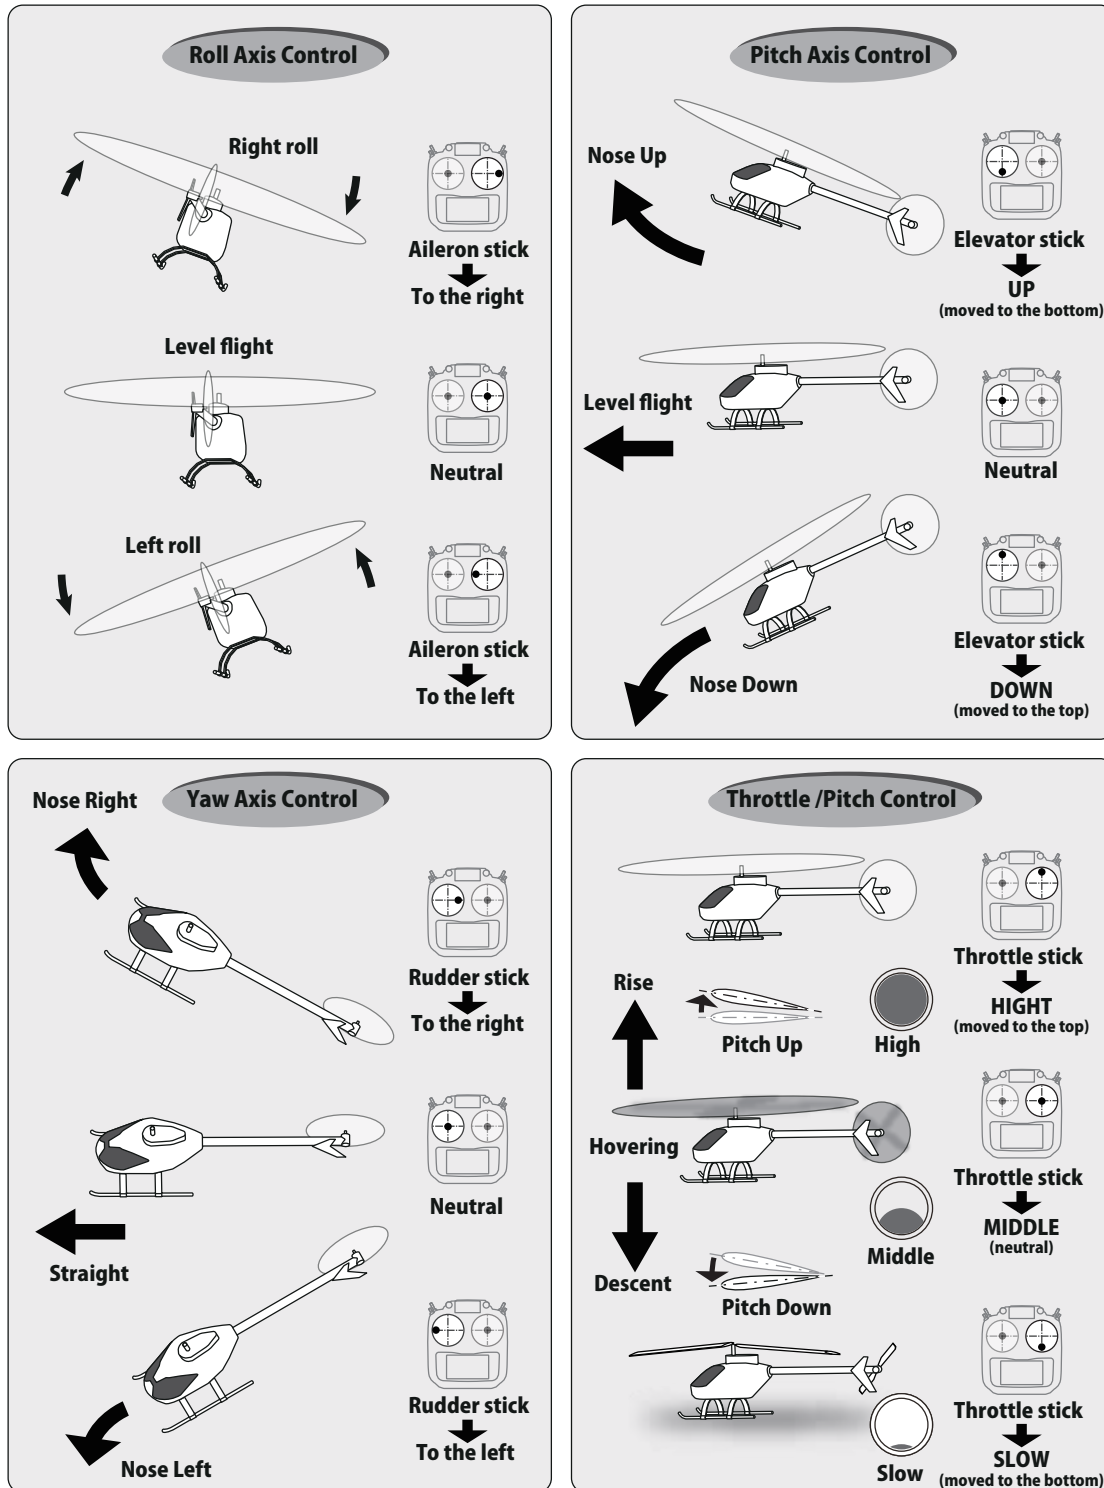 Roll Axis Control
Right roll
Aileron stick
To the right
Level flight
Neutral
Left roll
Aileron stick
To the left
Pitch Axis Control
Nose Up
Elevator stick
UP
(moved to the bottom)
Level flight
Neutral
Elevator stick
Nose Down
DOWN
(moved to the top)
Nose Right
Yaw Axis Control
Rudder stick
To the right
Neutral
Straight
Rudder stick
To the left
Nose Left
Throttle /Pitch Control
Throttle stick
Rise
HIGHT
(moved to the top)
Pitch Up
High
Hovering
Throttle stick
MIDDLE
(neutral)
Middle
Descent
Pitch Down
Throttle stick
SLOW
(moved to the bottom)
Slow